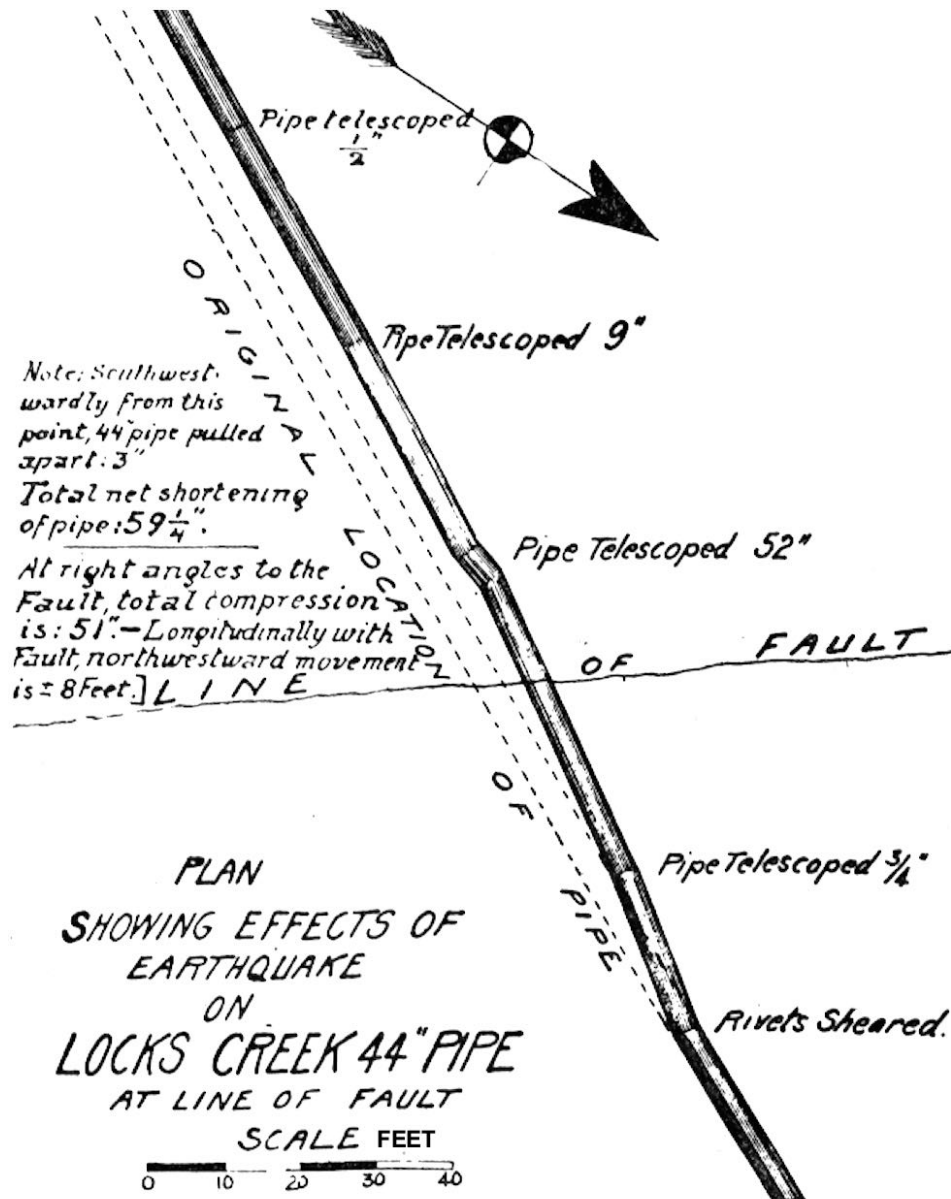 Pipe telescoped
1/2"
Pipe Telescoped 9"
ORIGINAL LOCATION OF PIPE
Note: Southwest-
wardly from this
point, 44" pipe pulled
apart: 3"
Total net shortening
of pipe: 59 1/4".
At right angles to the
Fault, total compression
is: 51".—Longitudinally with
Fault, northwestward movement
is ± 8 Feet.]
Pipe Telescoped 52"
LINE OF FAULT
Pipe Telescoped 3/4"
Rivets Sheared.
PLAN
SHOWING EFFECTS OF
EARTHQUAKE
ON
LOCKS CREEK 44" PIPE
AT LINE OF FAULT
SCALE FEET
0 10 20 30 40